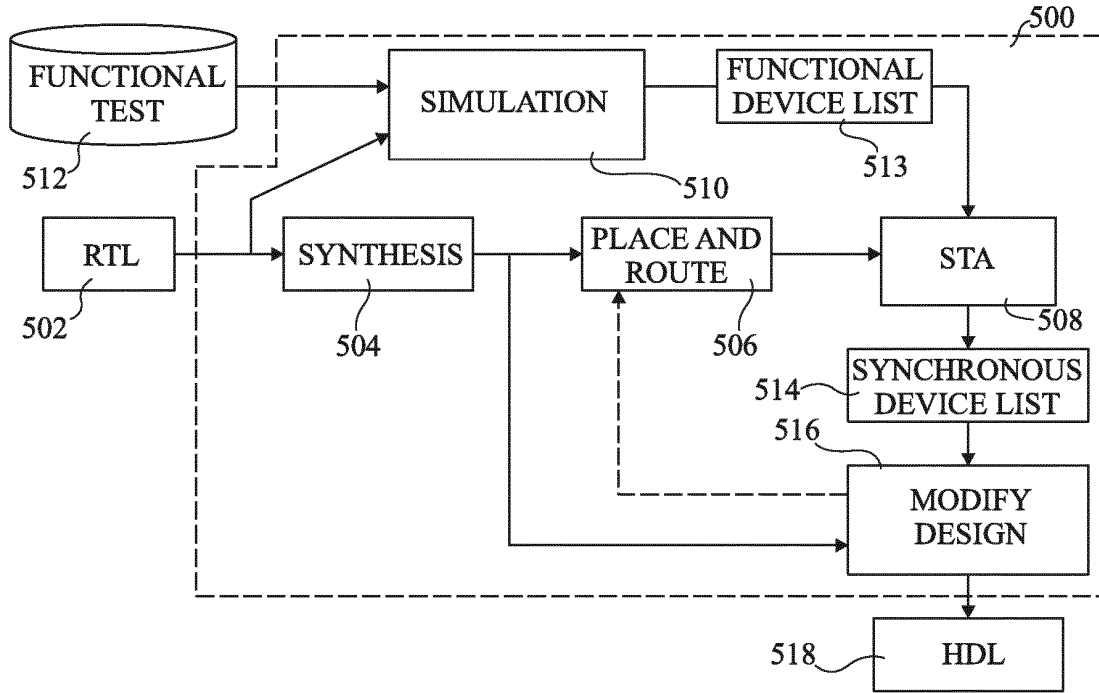 500
FUNCTIONAL
TEST
512
SIMULATION
510
FUNCTIONAL
DEVICE LIST
513
RTL
502
SYNTHESIS
504
PLACE AND
ROUTE
506
STA
508
SYNCHRONOUS
DEVICE LIST
514
516
MODIFY
DESIGN
HDL
518